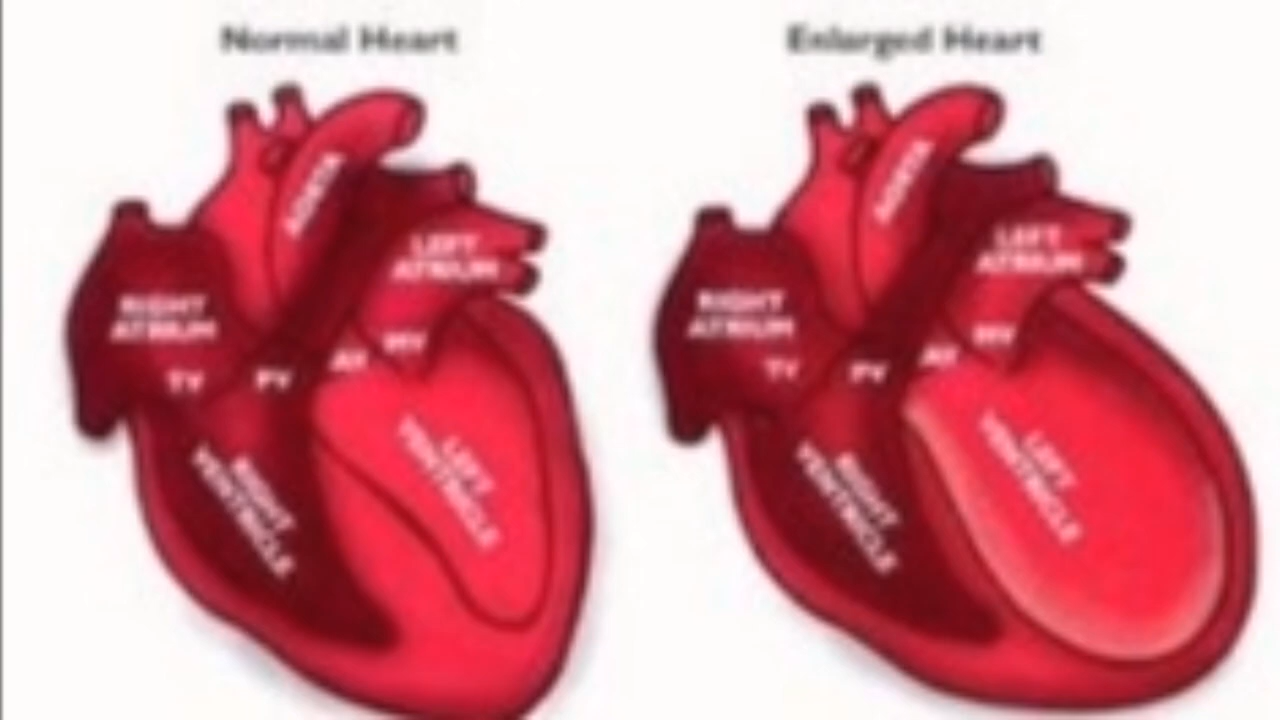 Normal Heart
Enlarged Heart
AORTA
LEFT
ATRIUM
RIGHT
ATRIUM
MV
AV
TV
PV
LEFT
VENTRICLE
RIGHT
VENTRICLE
AORTA
LEFT
ATRIUM
RIGHT
ATRIUM
MV
AV
TV
PV
LEFT
VENTRICLE
RIGHT
VENTRICLE